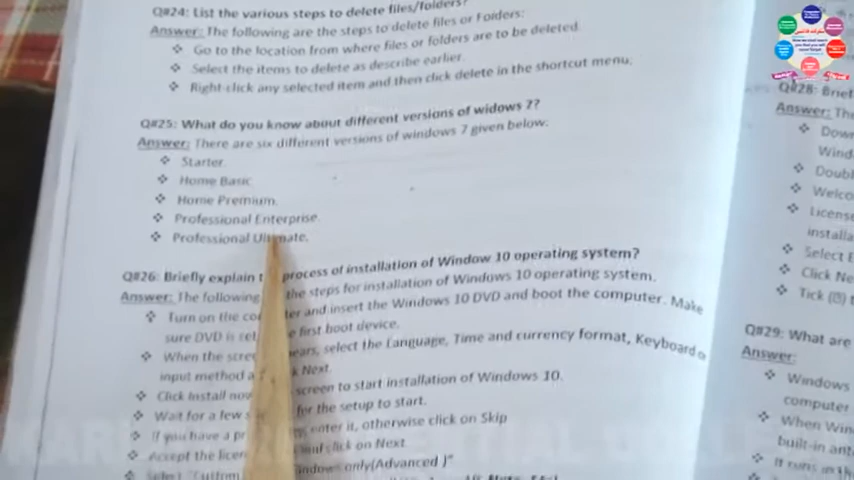 Q#24: List the various steps to delete files/folders?
Answer: The following are the steps to delete files or Folders:
❖ Go to the location from where files or folders are to be deleted.
❖ Select the items to delete as describe earlier.
❖ Right click any selected item and then click delete in the shortcut menu.
Q#25: What do you know about different versions of widows 7?
Answer: There are six different versions of windows 7 given below:
❖ Starter.
❖ Home Basic
❖ Home Premium.
❖ Professional Enterprise.
❖ Professional Ultimate.
Q#26: Briefly explain t process of installation of Window 10 operating system?
Answer: The following the steps for installation of Windows 10 operating system.
❖ Turn on the and insert the Windows 10 DVD and boot the computer. Make
sure DVD is first boot device.
❖ When the select the Language, Time and currency format, Keyboard o
input method Next.
❖ Click Install now screen to start installation of Windows 10.
❖ Wait for a few for the setup to start.
❖ If you have a enter it, otherwise click on Skip
❖ Accept the click on Next
only(Advanced )"
Q#28: Brief
Answer: The
❖ Down
Wind
❖ Doubl
❖ Welco
❖ License
installa
❖ Select E
❖ Click Ne
❖ Tick
Q#29: What are
Answer:
❖ Windows
computer
❖ When Win
built-in ant
❖ It runs